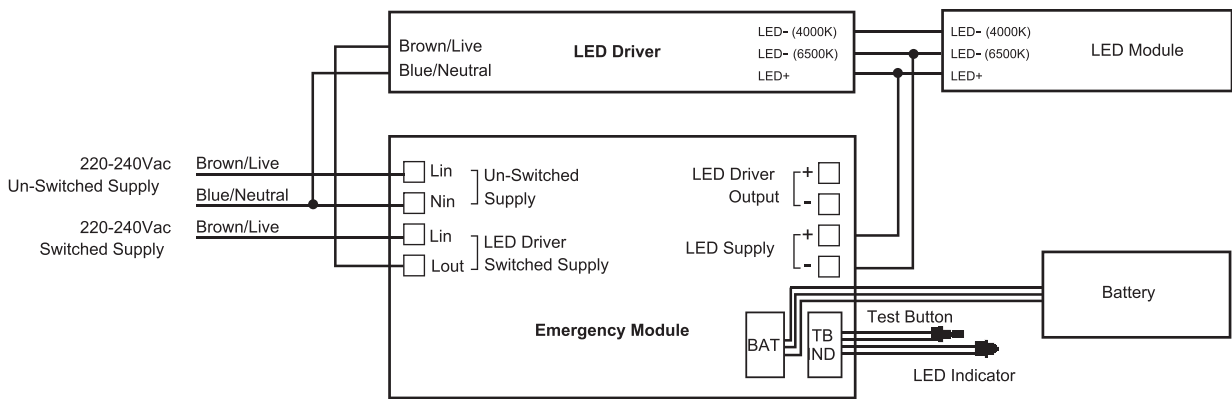 Brown/Live
Blue/Neutral
LED Driver
LED- (4000K)
LED- (6500K)
LED+
LED- (4000K)
LED- (6500K)
LED+
LED Module
220-240Vac
Un-Switched Supply
Brown/Live
Blue/Neutral
220-240Vac
Switched Supply
Brown/Live
Lin
Nin
Un-Switched
Supply
Lin
Lout
LED Driver
Switched Supply
LED Driver
Output
+
-
LED Supply
+
-
Emergency Module
BAT
TB
IND
Test Button
LED Indicator
Battery